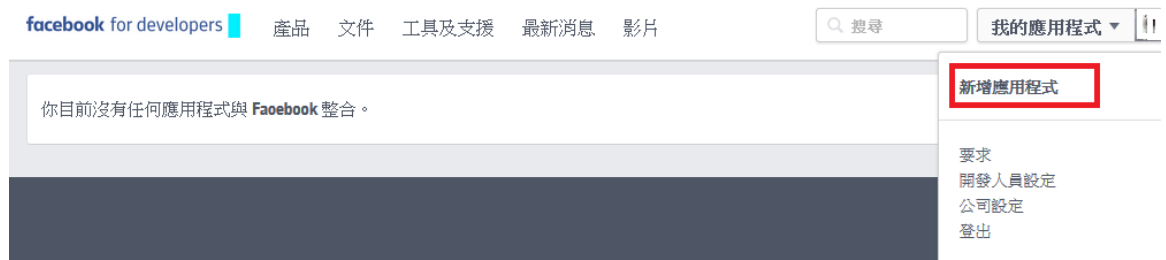 facebook for developers 產品 文件 工具及支援 最新消息 影片 搜尋 我的應用程式
新增應用程式
你目前沒有任何應用程式與 Faoebook 整合。
要求
開發人員設定
公司設定
登出